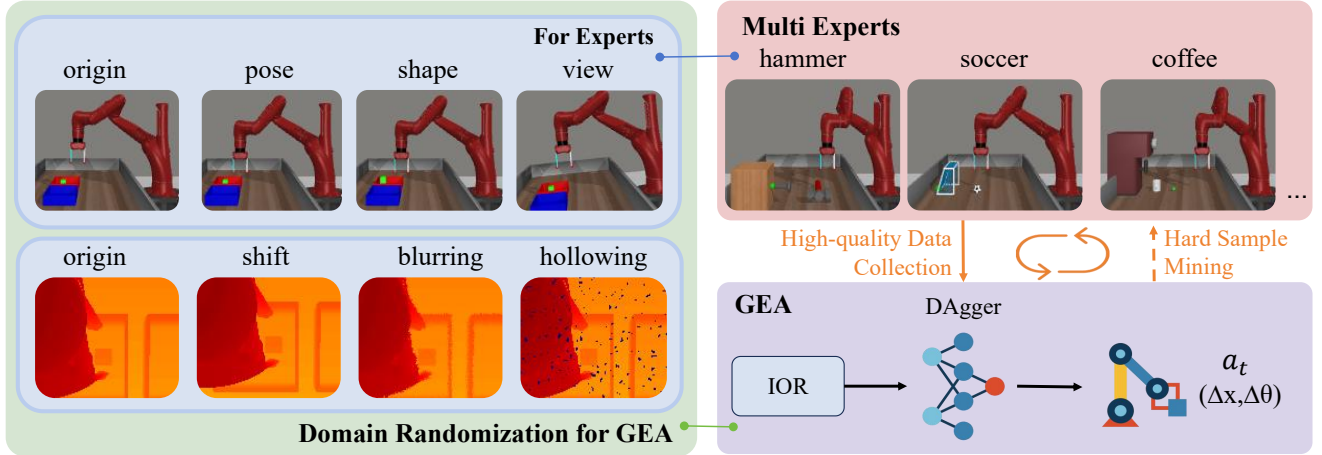 For Experts
origin pose shape view
origin shift blurring hollowing
Domain Randomization for GEA
Multi Experts
hammer soccer coffee
...
High-quality Data
Collection
Hard Sample
Mining
GEA
DAgger
IOR
a_t
(Δx,Δθ)